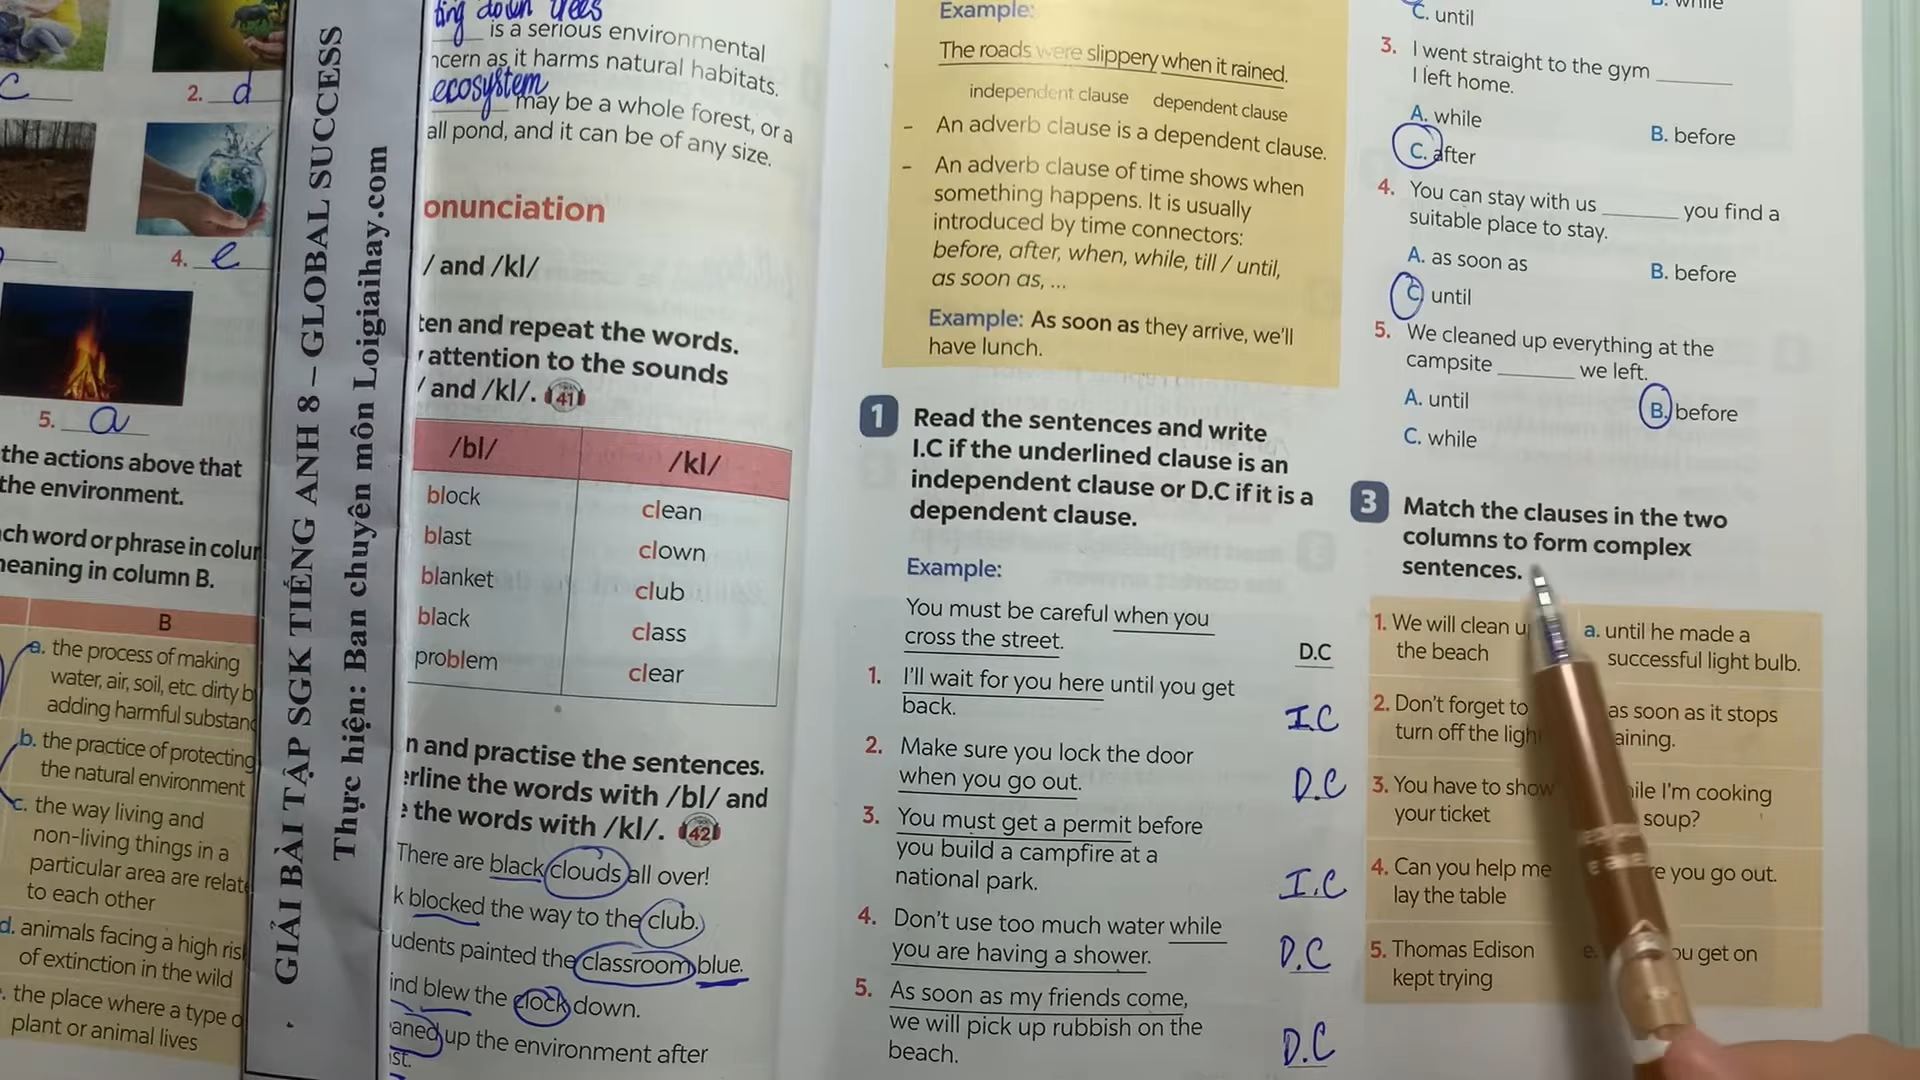 c
2. d
4. e
5. a
the actions above that
the environment.
word or phrase in
meaning in column B.
B
a. the process of making
water, air, soil, etc. dirty
adding harmful
b. the practice of protecting
the natural environment
c. the way living and
non-living things in a
particular area are
to each other
d. animals facing a high
of extinction in the wild
the place where a type
plant or animal lives
GIẢI BÀI TẬP SGK TIẾNG ANH 8 – GLOBAL SUCCESS
Thực hiện: Ban chuyên môn Loigiaihay.com
down trees
is a serious environmental
as it harms natural habitats.
ecosystem
may be a whole forest, or a
all pond, and it can be of any size.
onunciation
/ and /kl/
ten and repeat the words.
attention to the sounds
/ and /kl/. 41
/bl/ /kl/
block clean
blast clown
blanket club
black class
problem clear
n and practise the sentences.
erline the words with /bl/ and
the words with /kl/. 42
There are black clouds all over!
k blocked the way to the club.
udents painted the classroom blue.
ind blew the clock down.
aned up the environment after
Example:
The roads were slippery when it rained.
independent clause dependent clause
– An adverb clause is a dependent clause.
– An adverb clause of time shows when
something happens. It is usually
introduced by time connectors:
before, after, when, while, till / until,
as soon as, ...
Example: As soon as they arrive, we'll
have lunch.
1 Read the sentences and write
I.C if the underlined clause is an
independent clause or D.C if it is a
dependent clause.
Example:
You must be careful when you
cross the street. D.C
1. I'll wait for you here until you get
back. I.C
2. Make sure you lock the door
when you go out. D.C
3. You must get a permit before
you build a campfire at a
national park. I.C
4. Don't use too much water while
you are having a shower. D.C
5. As soon as my friends come,
we will pick up rubbish on the
beach. D.C
B. while
C. until
3. I went straight to the gym ______
I left home.
A. while B. before
C. after
4. You can stay with us ______ you find a
suitable place to stay.
A. as soon as B. before
C. until
5. We cleaned up everything at the
campsite ______ we left.
A. until B. before
C. while
3 Match the clauses in the two
columns to form complex
sentences.
1. We will clean u a. until he made a
the beach successful light bulb.
2. Don't forget to as soon as it stops
turn off the ligh aining.
3. You have to show ile I'm cooking
your ticket soup?
4. Can you help me re you go out.
lay the table
5. Thomas Edison e. ou get on
kept trying